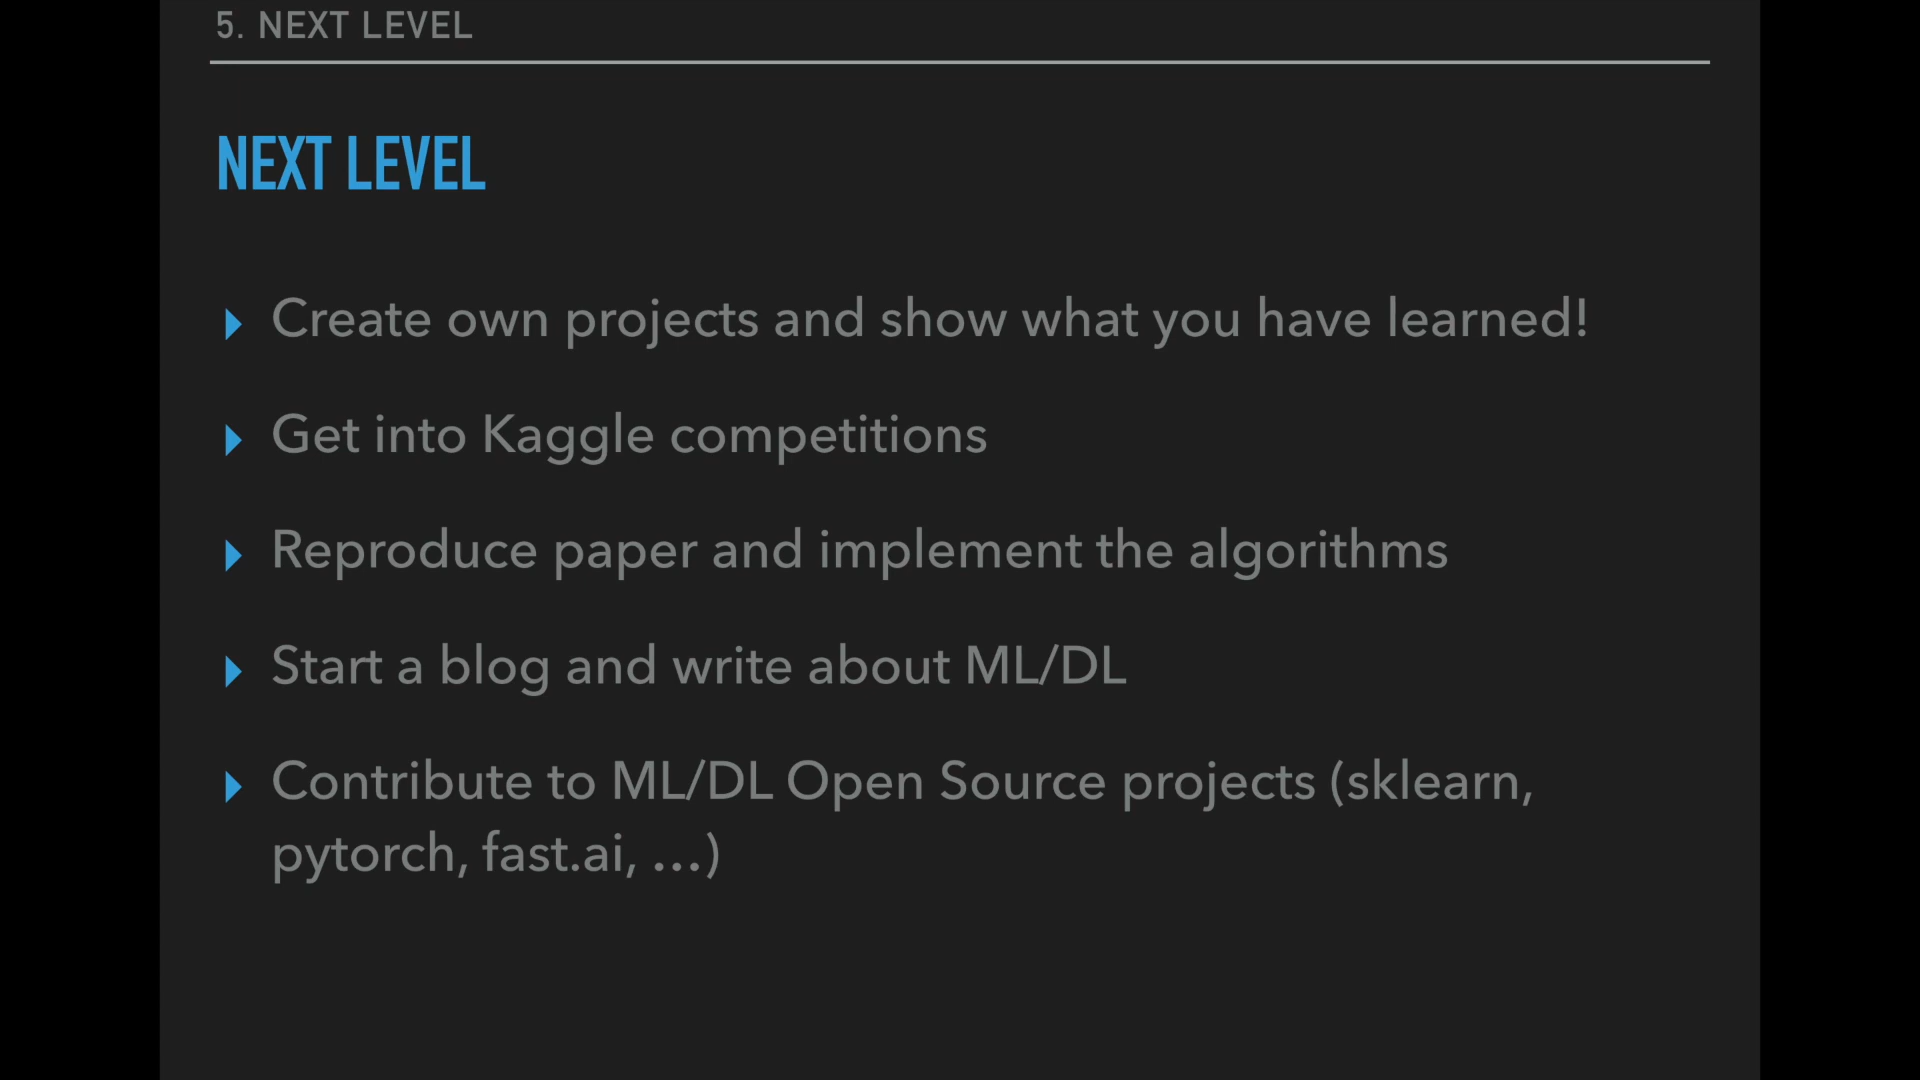 5. NEXT LEVEL
NEXT LEVEL
Create own projects and show what you have learned!
Get into Kaggle competitions
Reproduce paper and implement the algorithms
Start a blog and write about ML/DL
Contribute to ML/DL Open Source projects (sklearn,
pytorch, fast.ai, ...)